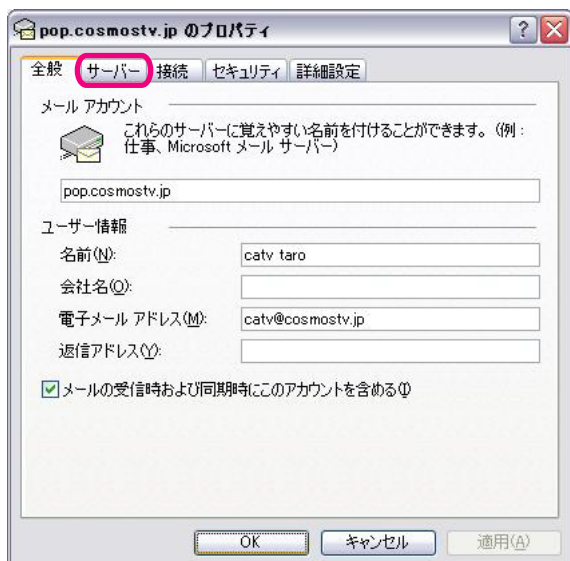 pop.cosmostv.jp のプロパティ
全般 サーバー 接続 セキュリティ 詳細設定
メール アカウント
これらのサーバーに覚えやすい名前を付けることができます。(例:
仕事、Microsoft メール サーバー)
pop.cosmostv.jp
ユーザー情報
名前(N): catv taro
会社名(O):
電子メール アドレス(M): catv@cosmostv.jp
返信アドレス(Y):
メールの受信時および同期時にこのアカウントを含める(I)
OK キャンセル 適用(A)